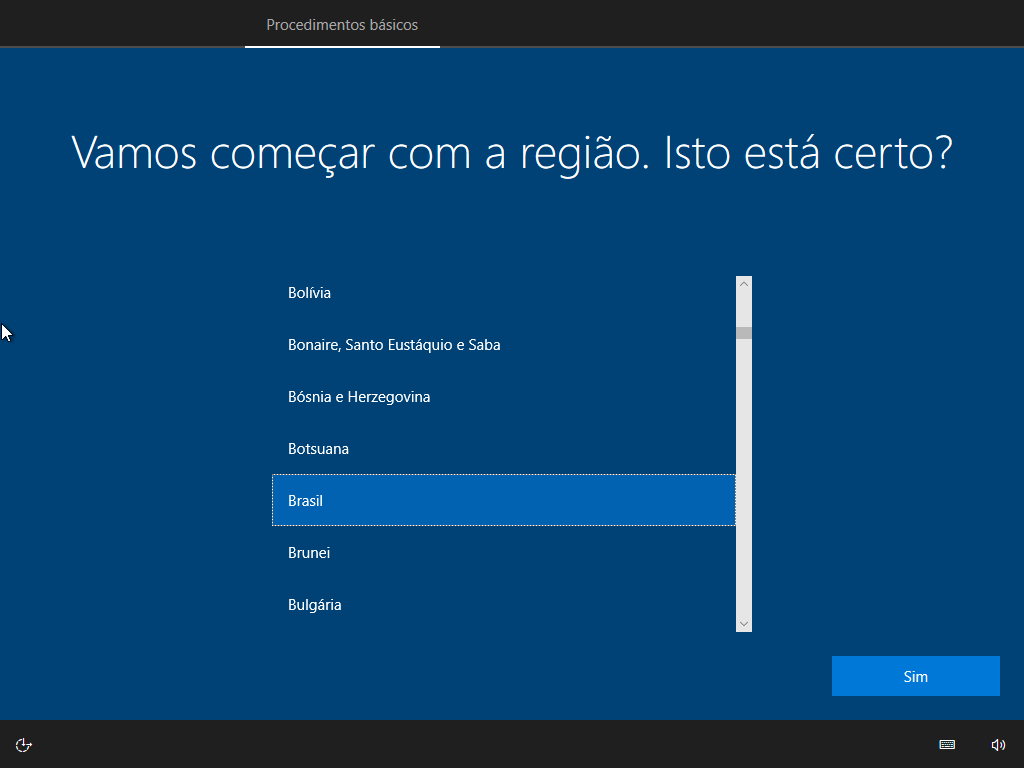 Procedimentos básicos
Vamos começar com a região. Isto está certo?
Bolívia
Bonaire, Santo Eustáquio e Saba
Bósnia e Herzegovina
Botsuana
Brasil
Brunei
Bulgária
Sim